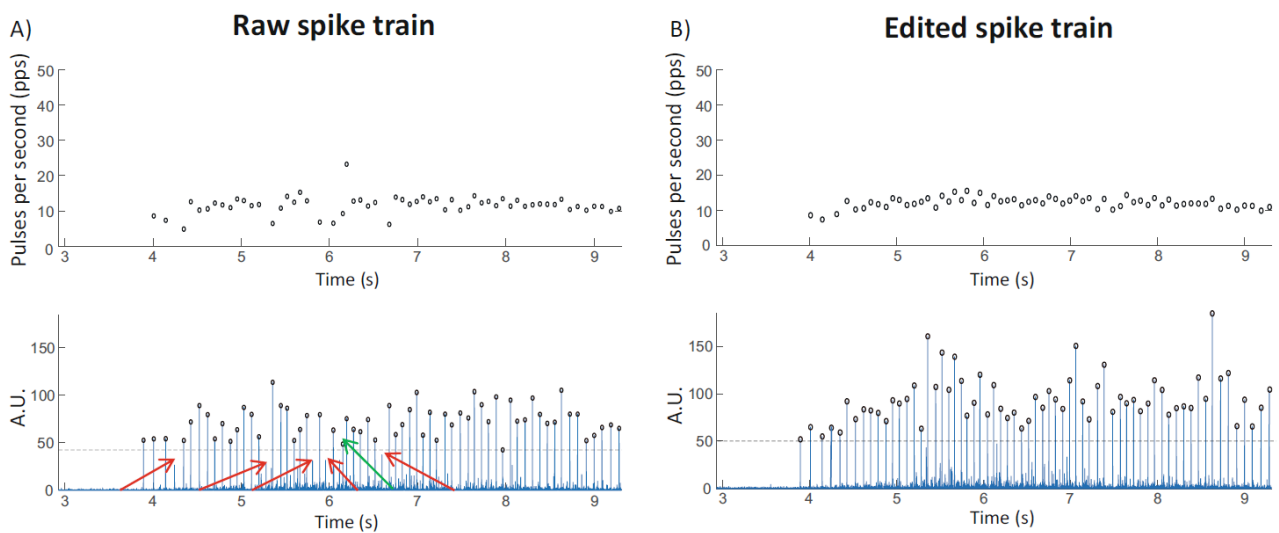 A)
Raw spike train
Pulses per second (pps)
50
40
30
20
10
0
3 4 5 6 7 8 9
Time (s)
A.U.
150
100
50
0
3 4 5 6 7 8 9
Time (s)
B)
Edited spike train
Pulses per second (pps)
50
40
30
20
10
0
3 4 5 6 7 8 9
Time (s)
A.U.
150
100
50
0
3 4 5 6 7 8 9
Time (s)